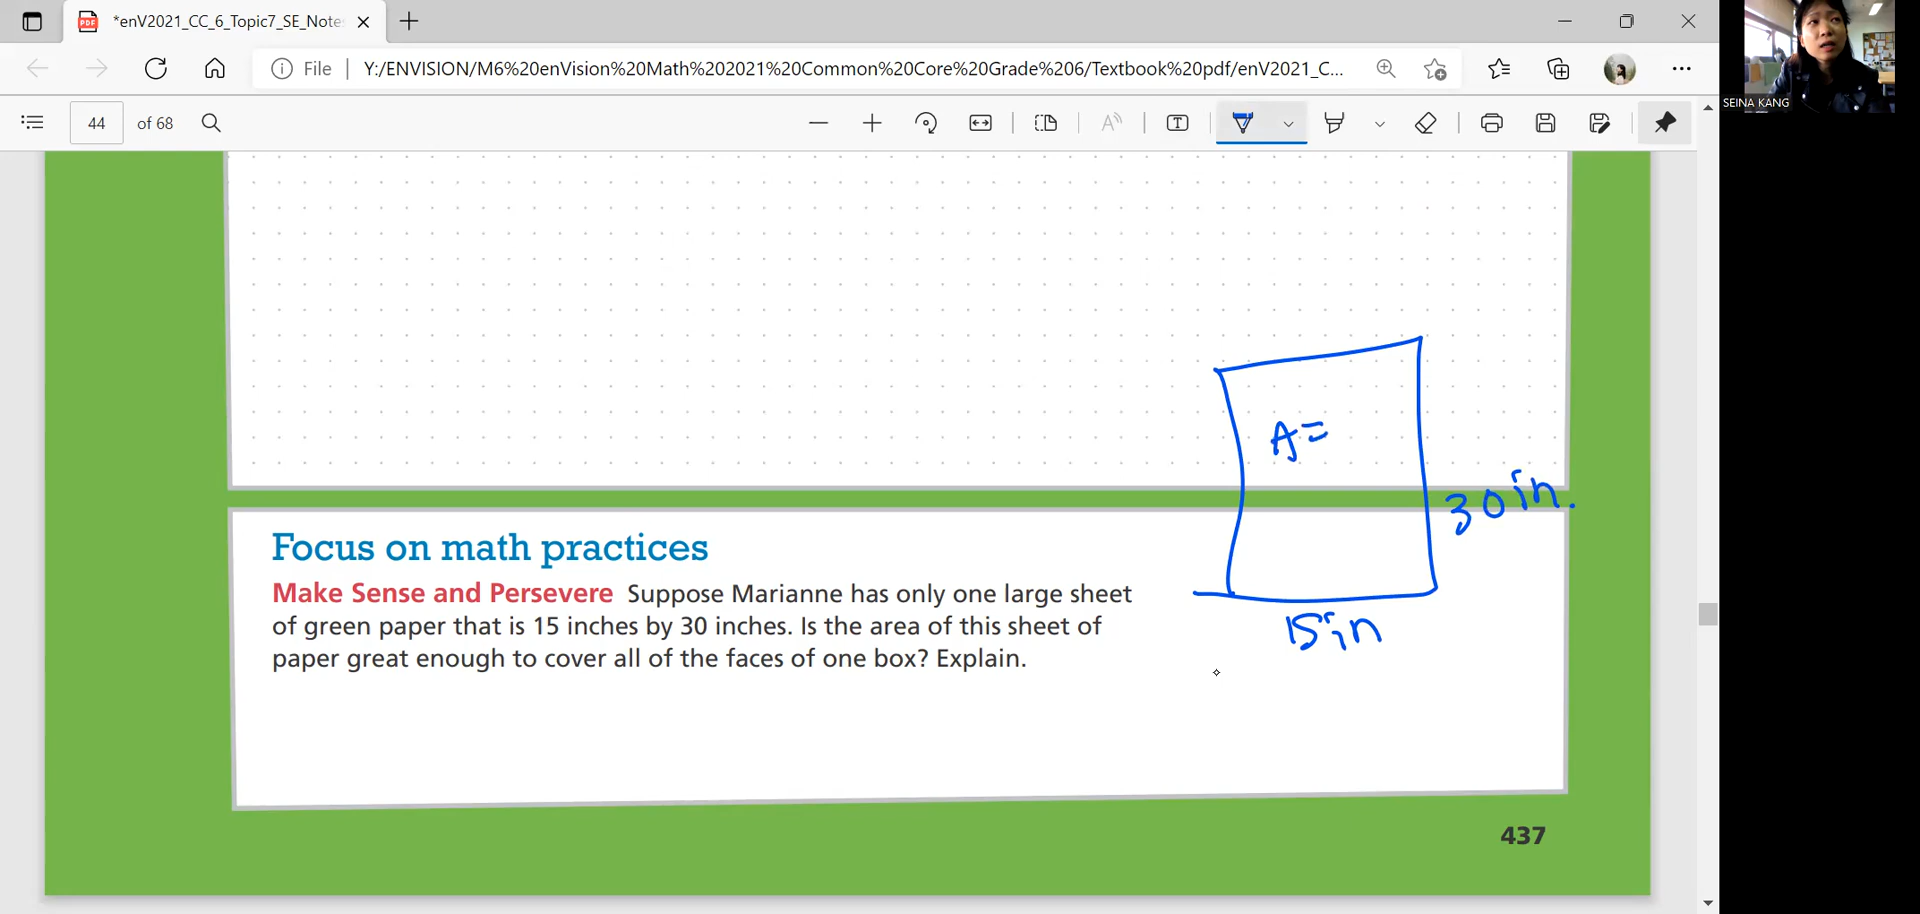 *enV2021_CC_6_Topic7_SE_Note
File
Y:/ENVISION/M6%20enVision%20Math%202021%20Common%20Core%20Grade%206/Textbook%20pdf/enV2021_C...
44 of 68
SEINA KANG
A=
30in.
15in
Focus on math practices
Make Sense and Persevere Suppose Marianne has only one large sheet
of green paper that is 15 inches by 30 inches. Is the area of this sheet of
paper great enough to cover all of the faces of one box? Explain.
437